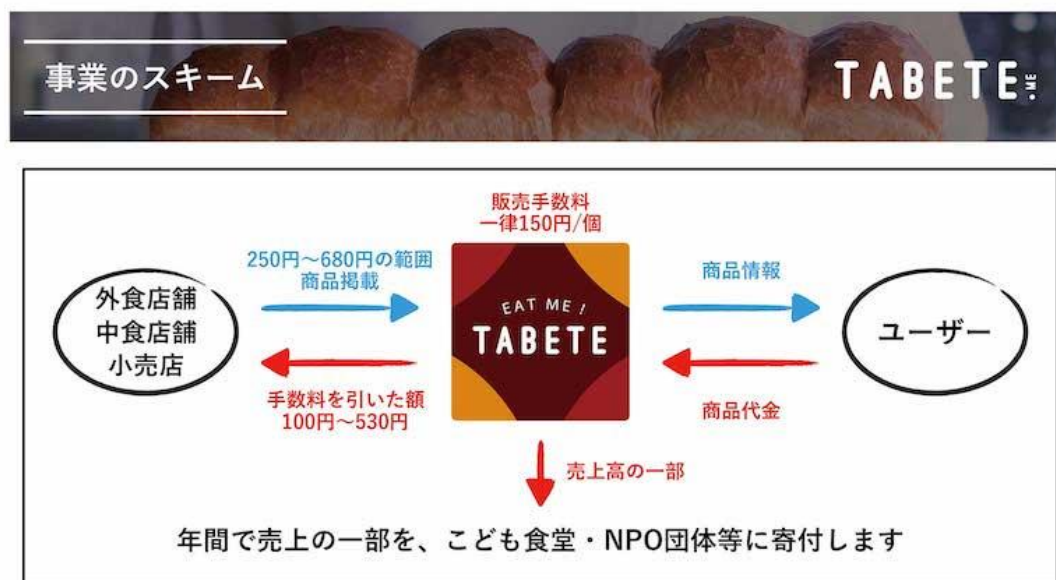 事業のスキーム
TABETE.ME
販売手数料
一律150円/個
250円〜680円の範囲
商品掲載
商品情報
外食店舗
中食店舗
小売店
EAT ME !
TABETE
ユーザー
手数料を引いた額
100円〜530円
商品代金
売上高の一部
年間で売上の一部を、こども食堂・NPO団体等に寄付します